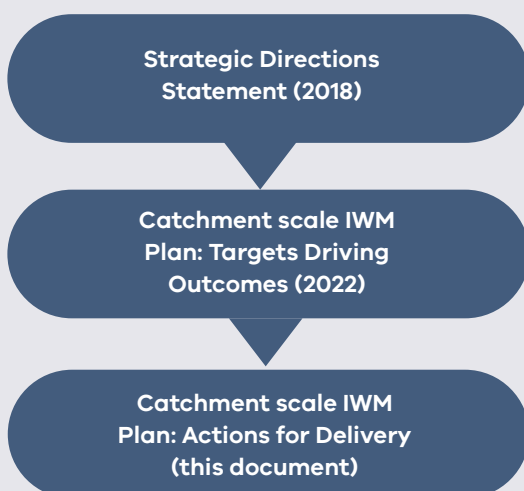 Strategic Directions
Statement (2018)
Catchment scale IWM
Plan: Targets Driving
Outcomes (2022)
Catchment scale IWM
Plan: Actions for Delivery
(this document)